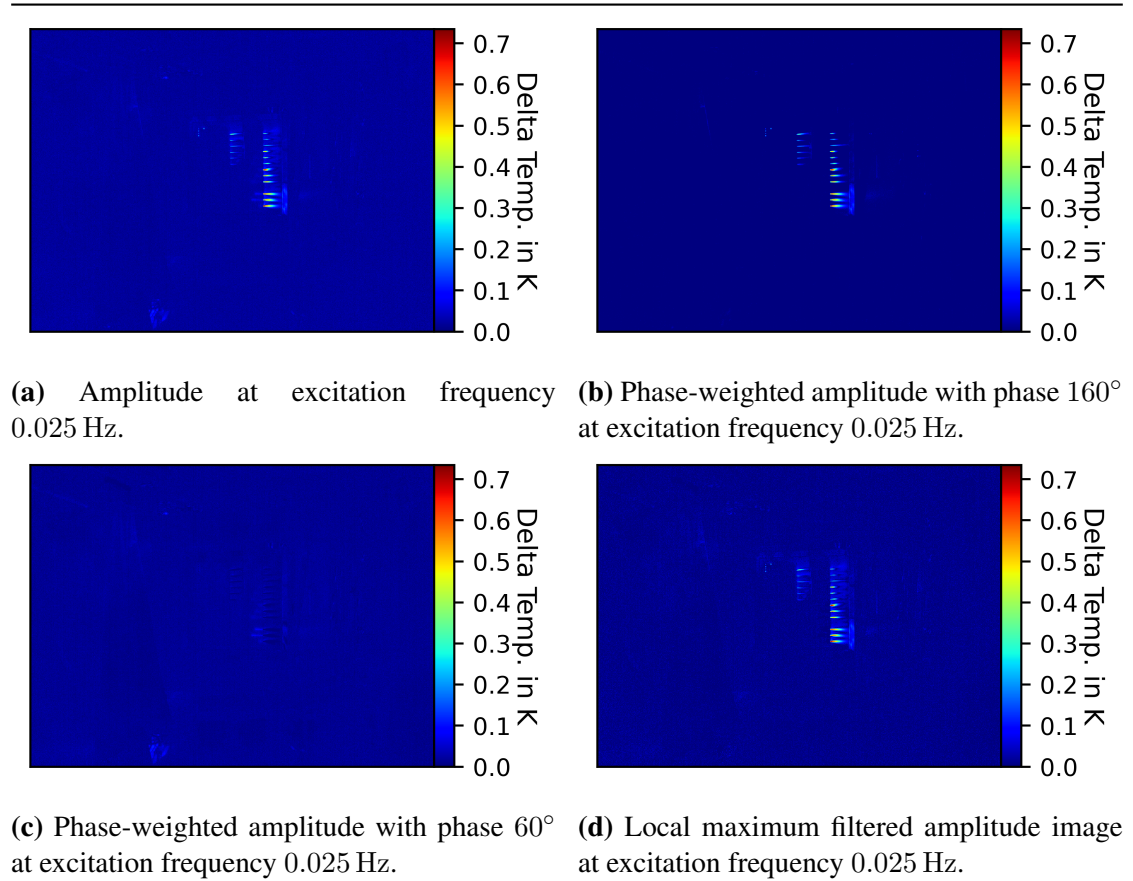 0.7
0.6
0.5
0.4
0.3
0.2
0.1
0.0
Delta Temp. in K
0.7
0.6
0.5
0.4
0.3
0.2
0.1
0.0
Delta Temp. in K
(a) Amplitude at excitation frequency
0.025 Hz.
(b) Phase-weighted amplitude with phase 160°
at excitation frequency 0.025 Hz.
0.7
0.6
0.5
0.4
0.3
0.2
0.1
0.0
Delta Temp. in K
0.7
0.6
0.5
0.4
0.3
0.2
0.1
0.0
Delta Temp. in K
(c) Phase-weighted amplitude with phase 60°
at excitation frequency 0.025 Hz.
(d) Local maximum filtered amplitude image
at excitation frequency 0.025 Hz.